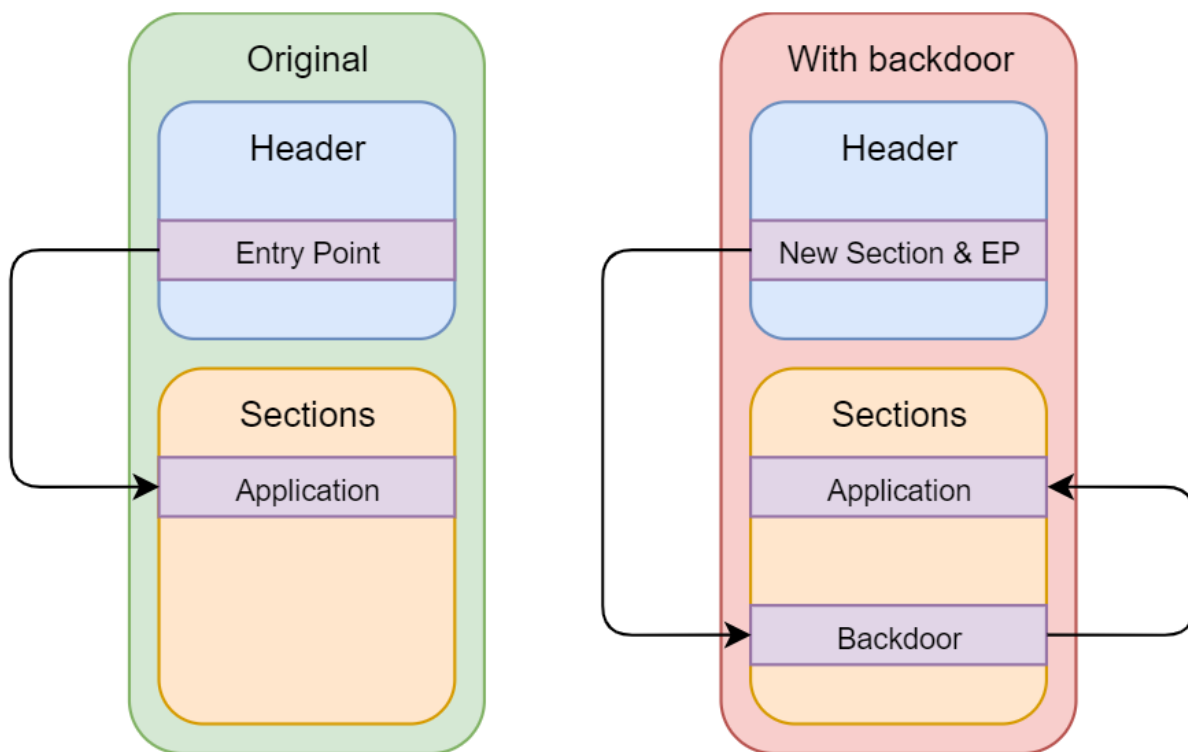 Original
Header
Entry Point
Sections
Application
With backdoor
Header
New Section & EP
Sections
Application
Backdoor